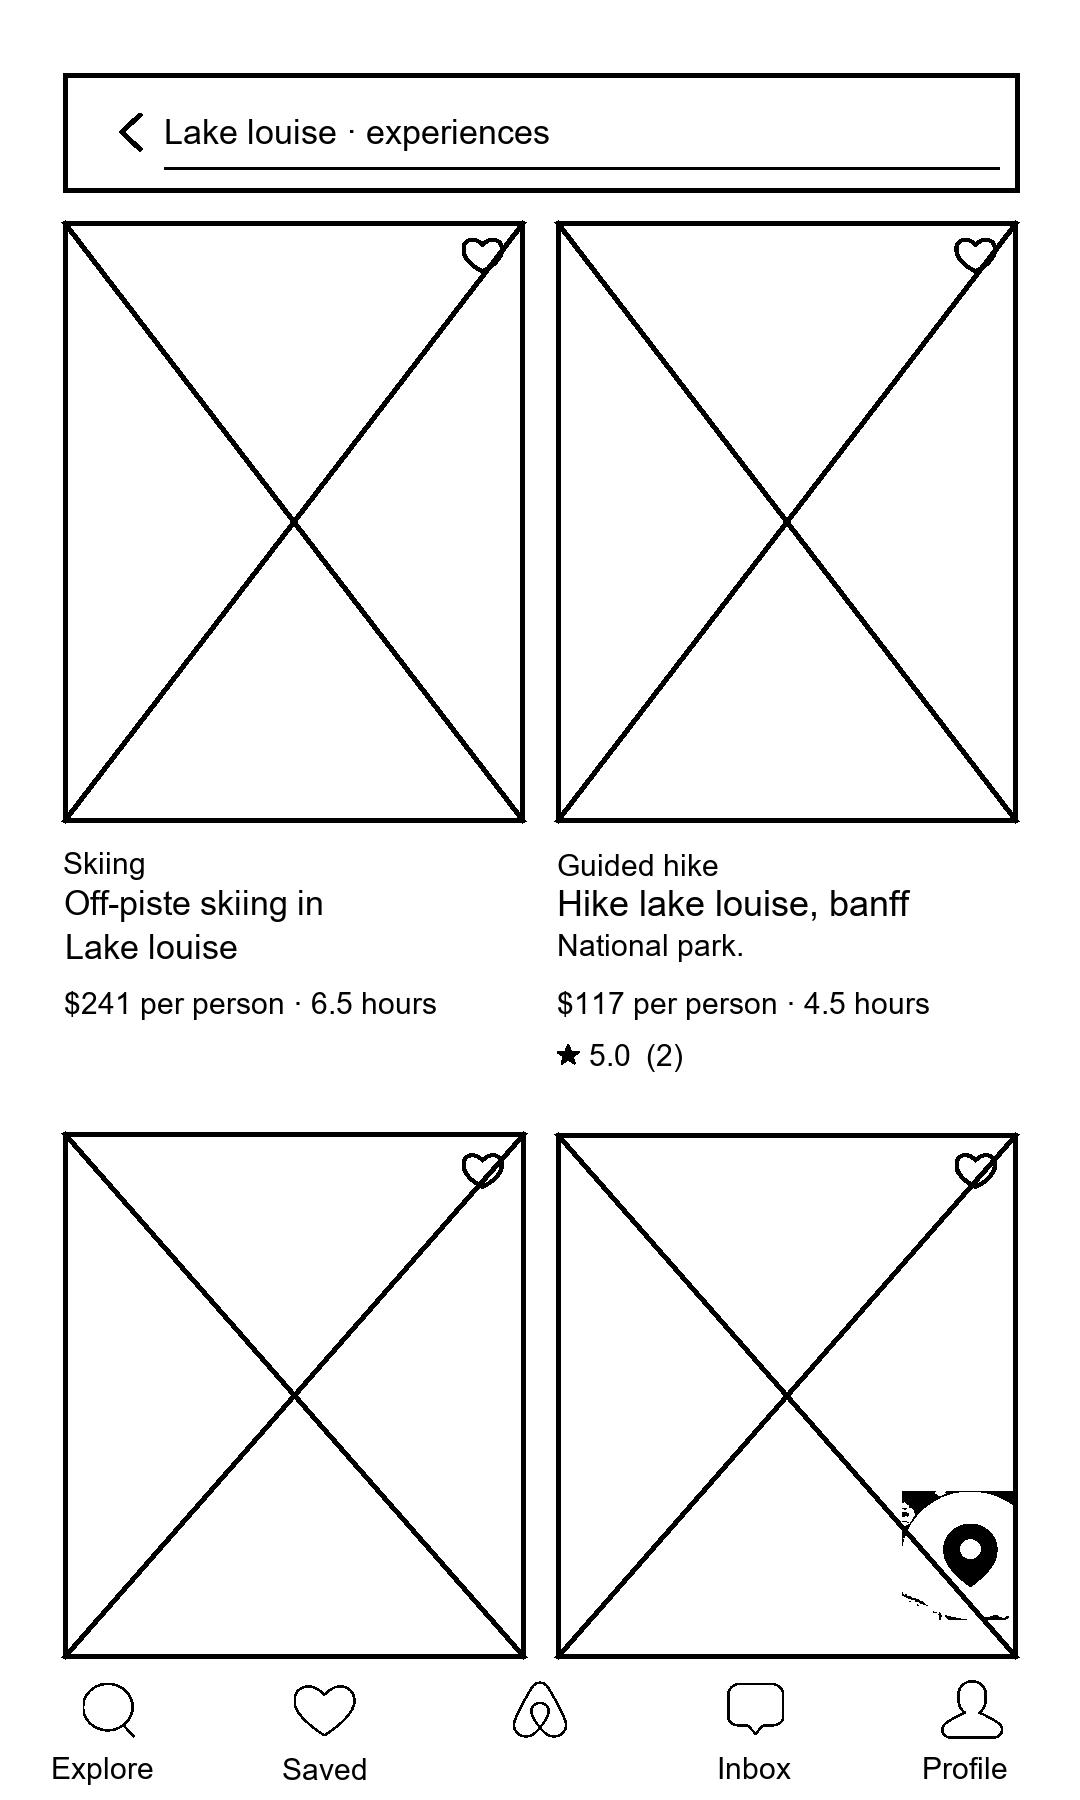 Lake louise · experiences
Skiing
Off-piste skiing in
Lake louise
$241 per person · 6.5 hours
Guided hike
Hike lake louise, banff
National park.
$117 per person · 4.5 hours
★ 5.0 (2)
Explore
Saved
Inbox
Profile